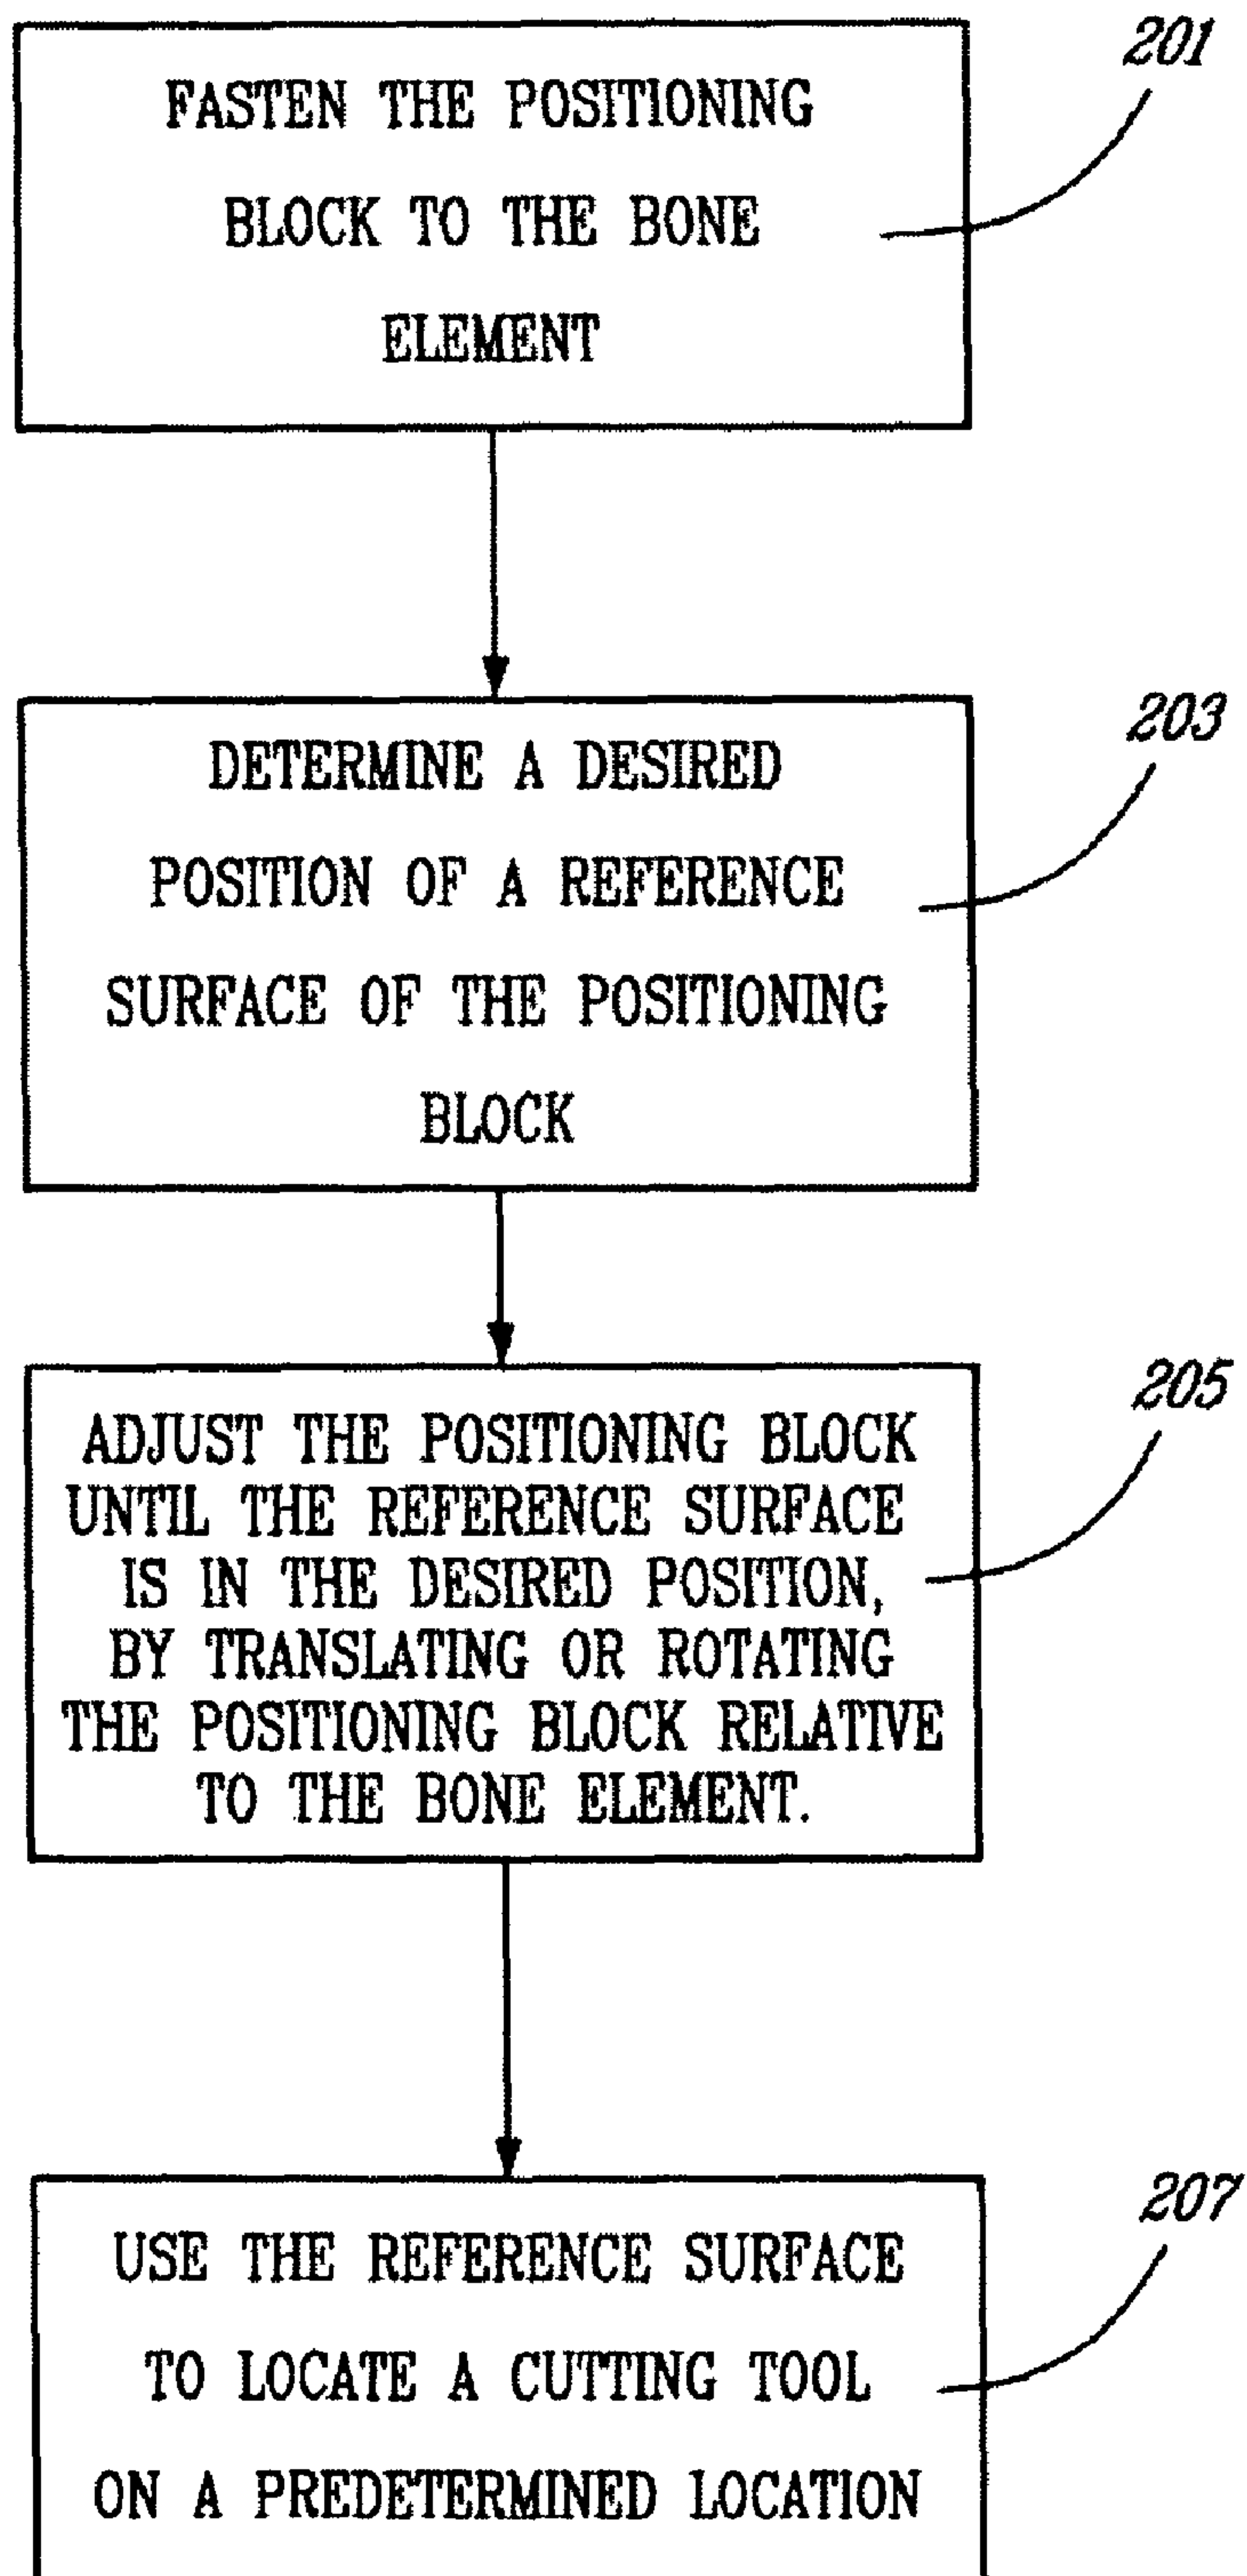 201
FASTEN THE POSITIONING
BLOCK TO THE BONE
ELEMENT
203
DETERMINE A DESIRED
POSITION OF A REFERENCE
SURFACE OF THE POSITIONING
BLOCK
205
ADJUST THE POSITIONING BLOCK
UNTIL THE REFERENCE SURFACE
IS IN THE DESIRED POSITION,
BY TRANSLATING OR ROTATING
THE POSITIONING BLOCK RELATIVE
TO THE BONE ELEMENT.
207
USE THE REFERENCE SURFACE
TO LOCATE A CUTTING TOOL
ON A PREDETERMINED LOCATION